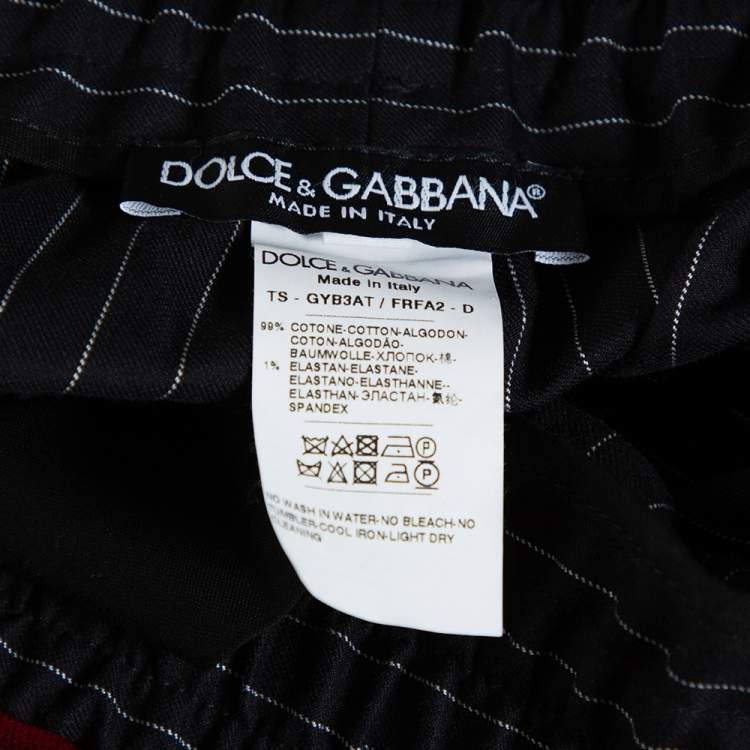 DOLCE & GABBANA®
MADE IN ITALY
DOLCE & GABBANA
Made in Italy
TS - GYB3AT / FRFA2 - D
99% COTONE-COTTON-ALGODON-
COTON-ALGODÃO-
BAUMWOLLE-ХЛОПОК-棉-
1% ELASTAN-ELASTANE-
ELASTANO-ELASTHANNE--
ELASTHAN-ЭЛАСТАН-氨纶-
SPANDEX
P
P
NO WASH IN WATER-NO BLEACH-NO
TUMBLER-COOL IRON-LIGHT DRY
CLEANING